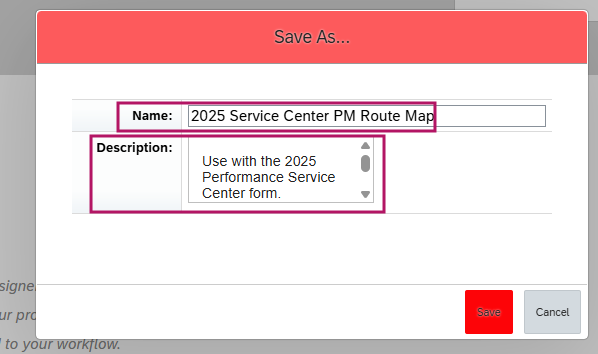 Save As...
Name: 2025 Service Center PM Route Map
Description:
Use with the 2025
Performance Service
Center form.
Save Cancel
to your workflow.